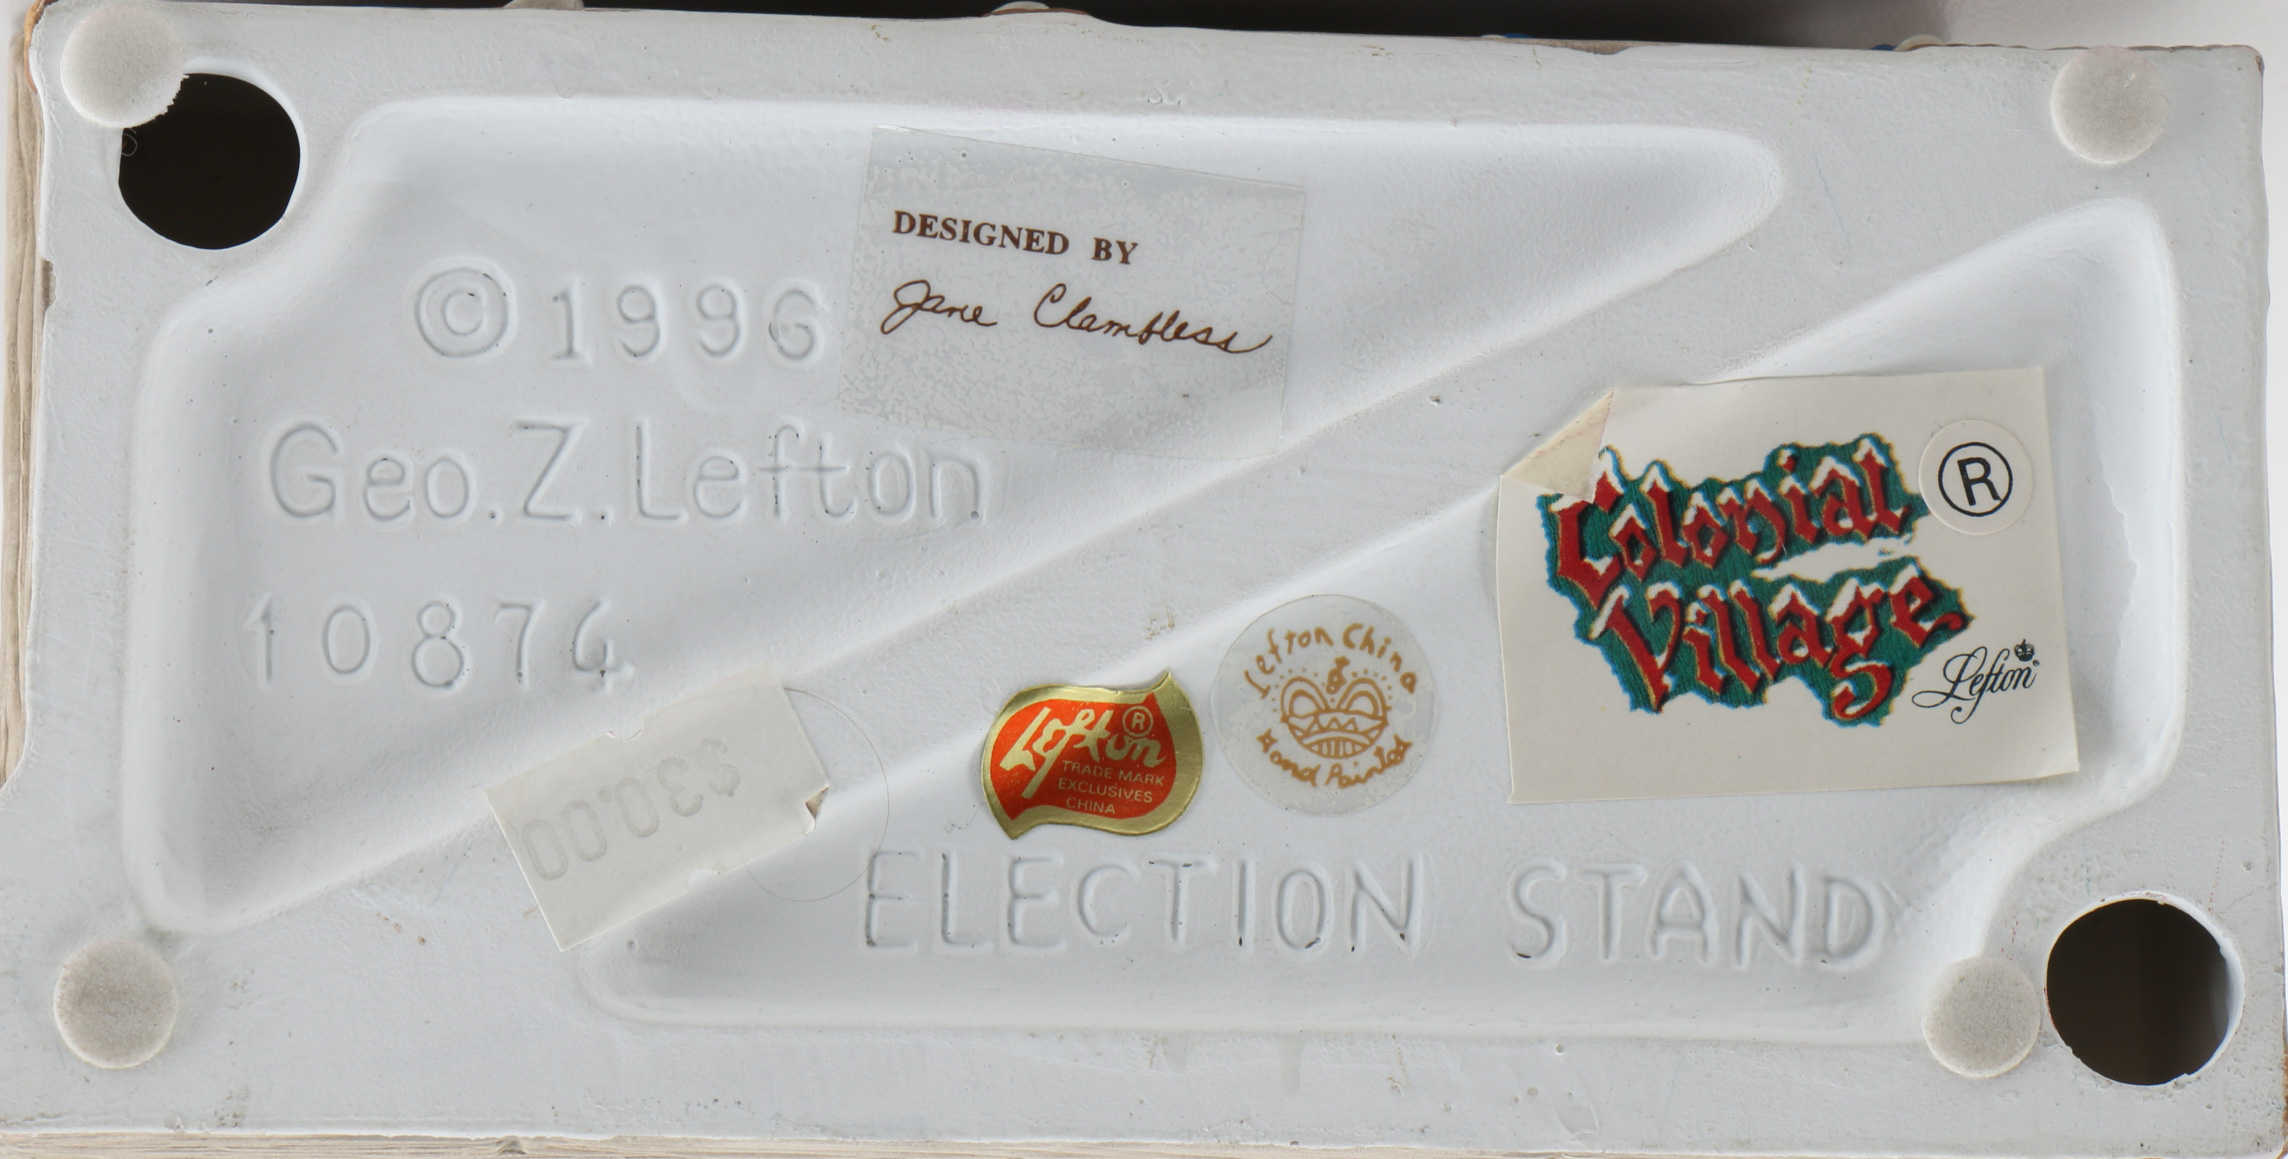 DESIGNED BY
Jane Clambless
©1996
Geo.Z.Lefton
10874
Colonial ®
Village
Lefton
Lefton China
Hand Painted
Lefton ®
TRADE MARK
EXCLUSIVES
CHINA
$30.00
ELECTION STAND